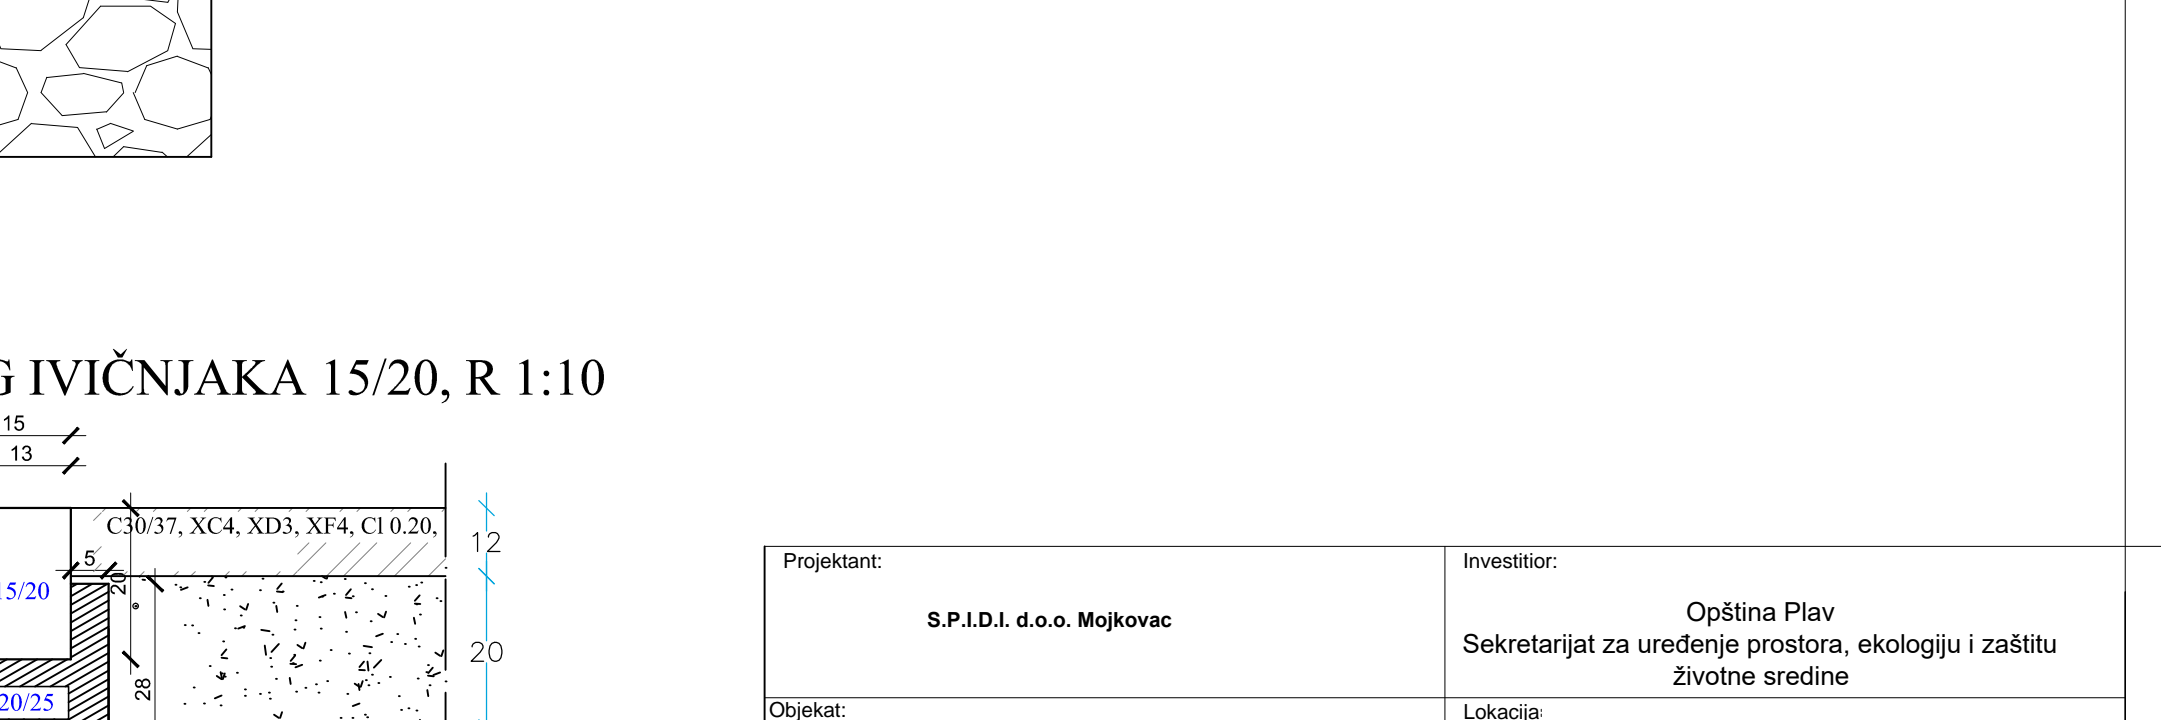 G IVIČNJAKA 15/20, R 1:10
15
13
C30/37, XC4, XD3, XF4, Cl 0.20,
12
5
20
15/20
20
28
20/25
Projektant:
S.P.I.D.I. d.o.o. Mojkovac
Investitior:
Opština Plav
Sekretarijat za uređenje prostora, ekologiju i zaštitu
životne sredine
Objekat:
Lokacija: